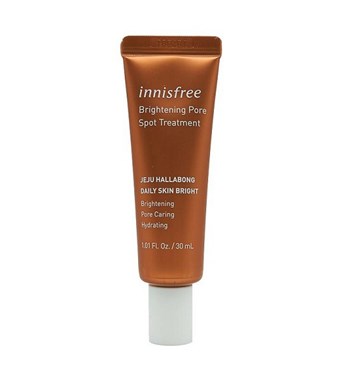 innisfree
Brightening Pore
Spot Treatment
JEJU HALLABONG
DAILY SKIN BRIGHT
Brightening
Pore Caring
Hydrating
1.01 FL Oz. / 30 mL